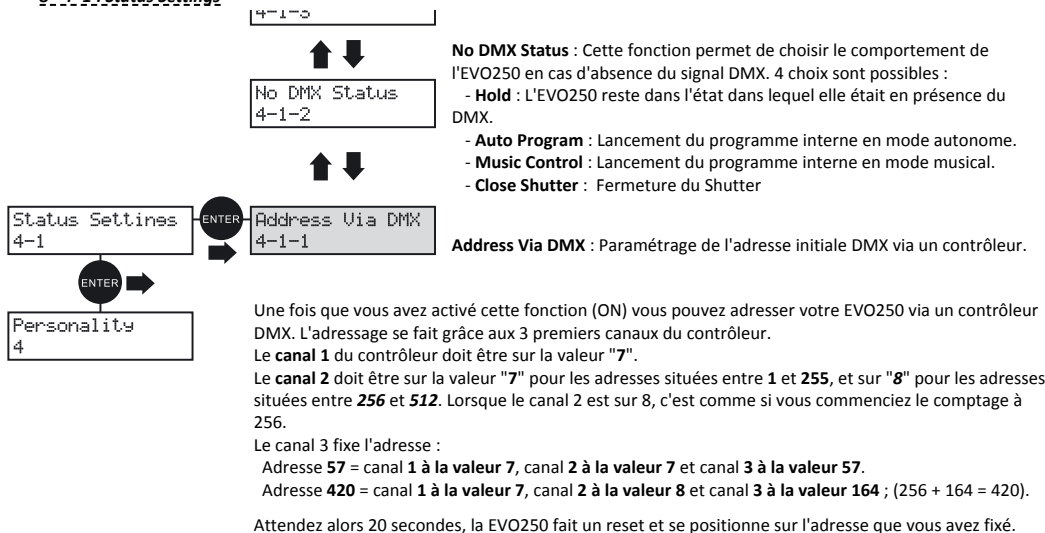 Status Settings
4-1-3
No DMX Status
4-1-2
No DMX Status : Cette fonction permet de choisir le comportement de
l'EVO250 en cas d'absence du signal DMX. 4 choix sont possibles :
- Hold : L'EVO250 reste dans l'état dans lequel elle était en présence du
DMX.
- Auto Program : Lancement du programme interne en mode autonome.
- Music Control : Lancement du programme interne en mode musical.
- Close Shutter : Fermeture du Shutter
Status Settings
4-1
ENTER
Address Via DMX
4-1-1
Address Via DMX : Paramétrage de l'adresse initiale DMX via un contrôleur.
ENTER
Personality
4
Une fois que vous avez activé cette fonction (ON) vous pouvez adresser votre EVO250 via un contrôleur
DMX. L'adressage se fait grâce aux 3 premiers canaux du contrôleur.
Le canal 1 du contrôleur doit être sur la valeur "7".
Le canal 2 doit être sur la valeur "7" pour les adresses situées entre 1 et 255, et sur "8" pour les adresses
situées entre 256 et 512. Lorsque le canal 2 est sur 8, c'est comme si vous commenciez le comptage à
256.
Le canal 3 fixe l'adresse :
Adresse 57 = canal 1 à la valeur 7, canal 2 à la valeur 7 et canal 3 à la valeur 57.
Adresse 420 = canal 1 à la valeur 7, canal 2 à la valeur 8 et canal 3 à la valeur 164 ; (256 + 164 = 420).
Attendez alors 20 secondes, la EVO250 fait un reset et se positionne sur l'adresse que vous avez fixé.